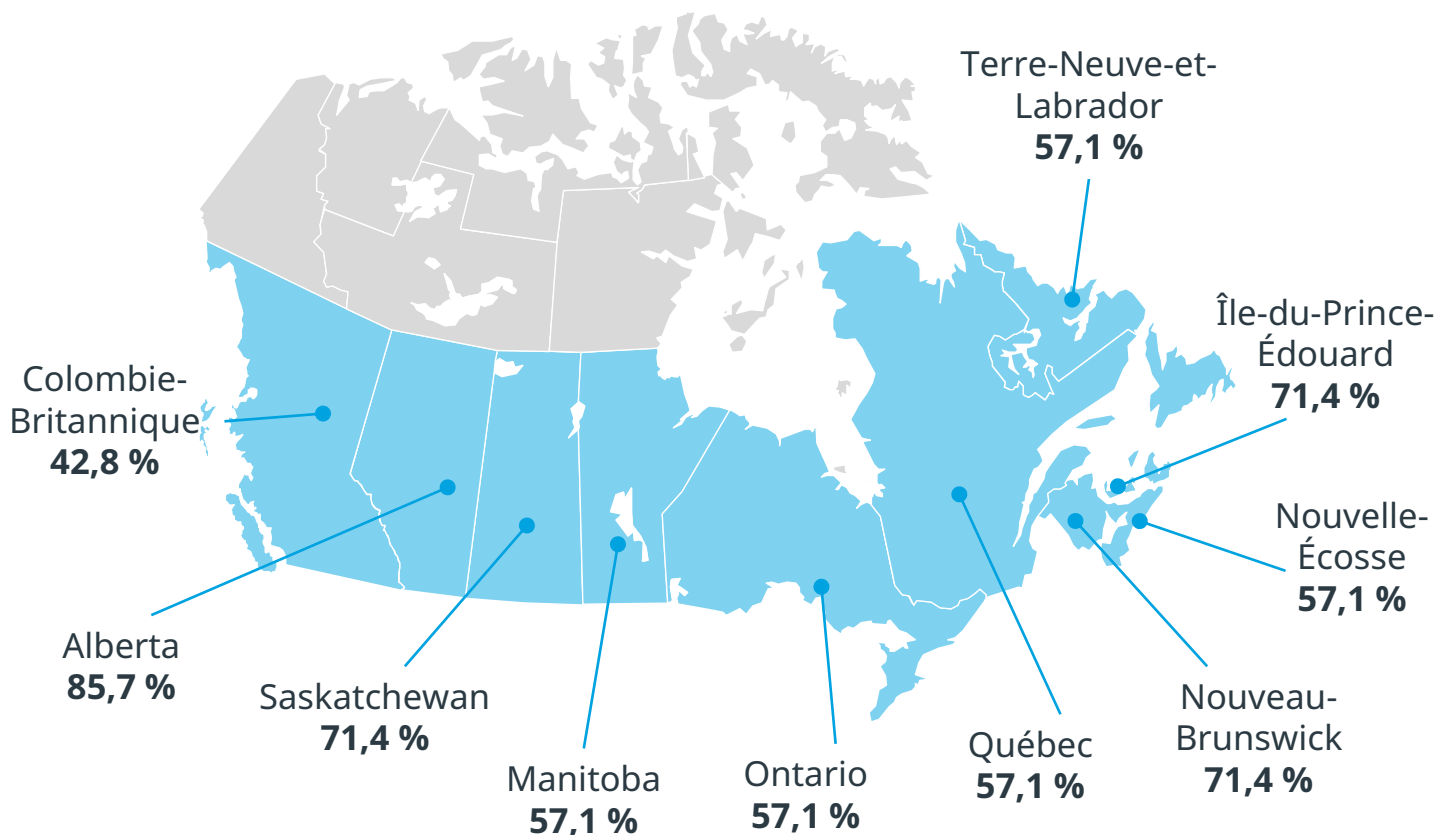 Terre-Neuve-et-
Labrador
57,1 %
Île-du-Prince-
Édouard
71,4 %
Colombie-
Britannique
42,8 %
Nouvelle-
Écosse
57,1 %
Alberta
85,7 %
Saskatchewan
71,4 %
Manitoba
57,1 %
Ontario
57,1 %
Québec
57,1 %
Nouveau-
Brunswick
71,4 %